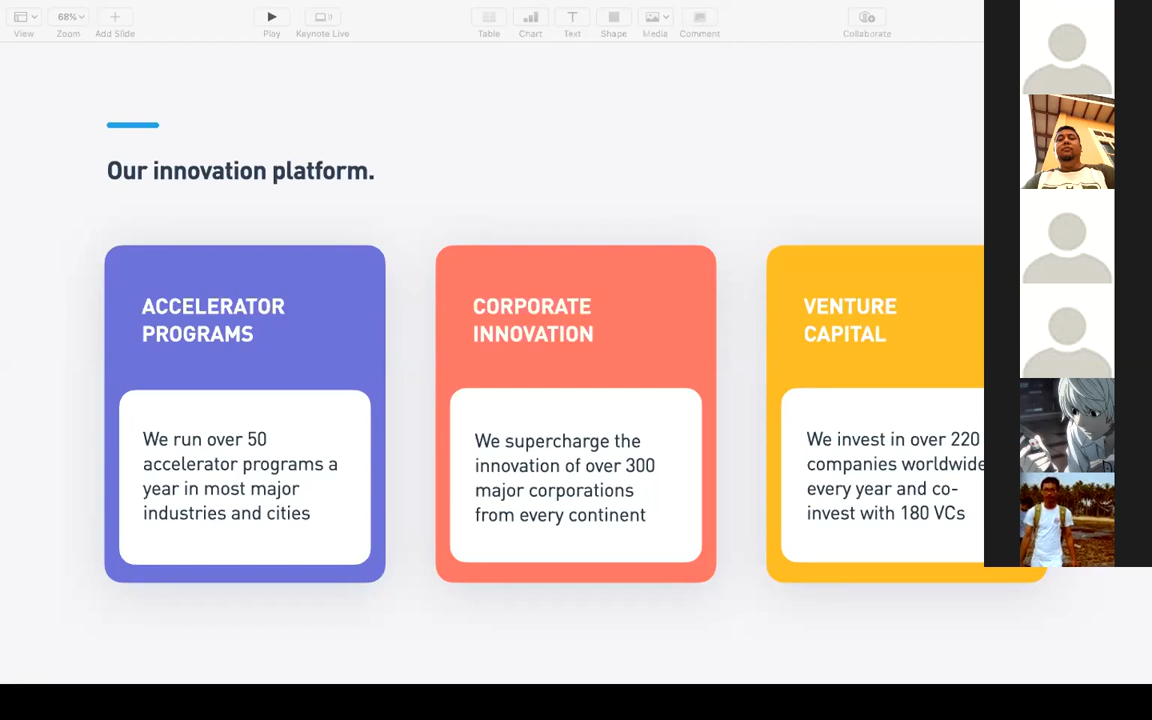 View
68%
Zoom
Add Slide
Play
Keynote Live
Table
Chart
T
Text
Shape
Media
Comment
Collaborate
Our innovation platform.
ACCELERATOR
PROGRAMS
We run over 50
accelerator programs a
year in most major
industries and cities
CORPORATE
INNOVATION
We supercharge the
innovation of over 300
major corporations
from every continent
VENTURE
CAPITAL
We invest in over 220
companies worldwide
every year and co-
invest with 180 VCs